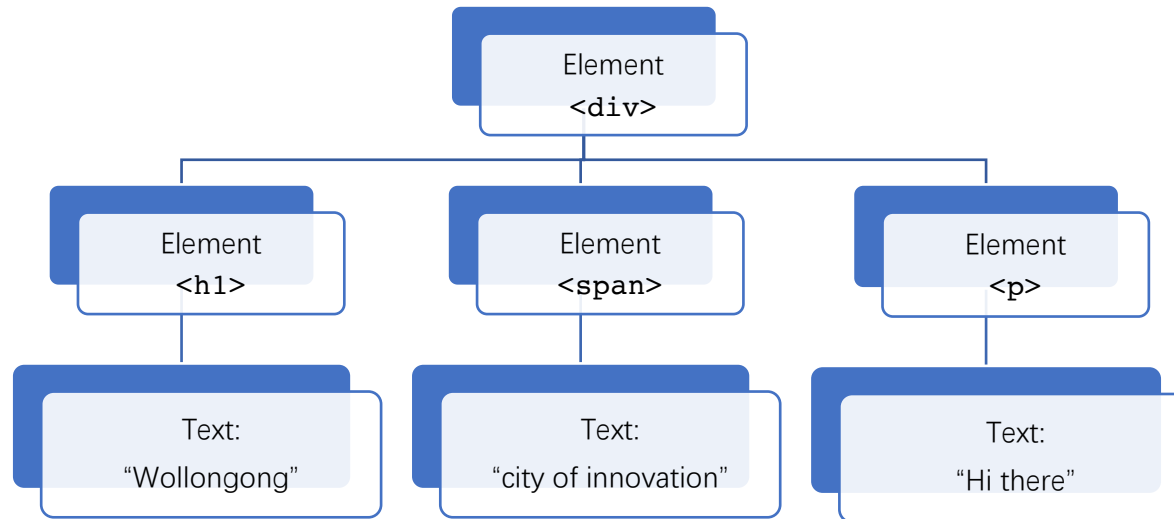 Element
<div>
Element
<h1>
Element
<span>
Element
<p>
Text:
“Wollongong”
Text:
“city of innovation”
Text:
“Hi there”